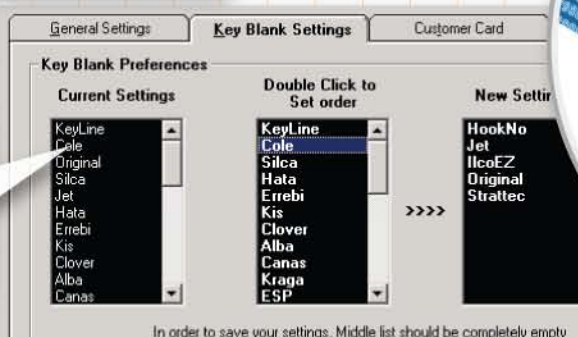 General Settings
Key Blank Settings
Customer Card
Key Blank Preferences
Current Settings
KeyLine
Cole
Original
Silca
Jet
Hata
Errebi
Kis
Clover
Alba
Canas
Double Click to
Set order
KeyLine
Cole
Silca
Hata
Errebi
Kis
Clover
Alba
Canas
Kraga
ESP
>>>>
New Settin
HookNo
Jet
IlcoEZ
Original
Strattec
In order to save your settings, Middle list should be completely empty